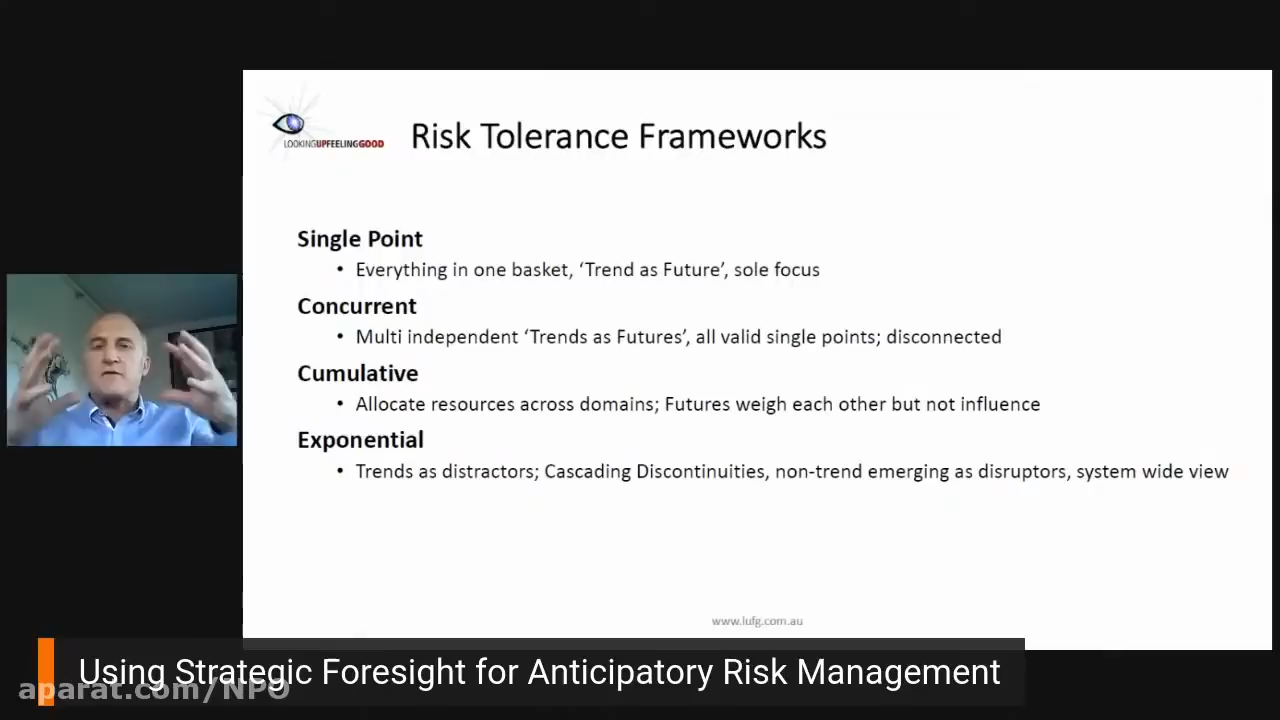 LOOKINGUPFEELINGGOOD
Risk Tolerance Frameworks
Single Point
• Everything in one basket, ‘Trend as Future’, sole focus
Concurrent
• Multi independent ‘Trends as Futures’, all valid single points; disconnected
Cumulative
• Allocate resources across domains; Futures weigh each other but not influence
Exponential
• Trends as distractors; Cascading Discontinuities, non-trend emerging as disruptors, system wide view
www.lufg.com.au
Using Strategic Foresight for Anticipatory Risk Management
aparat.com/NPO